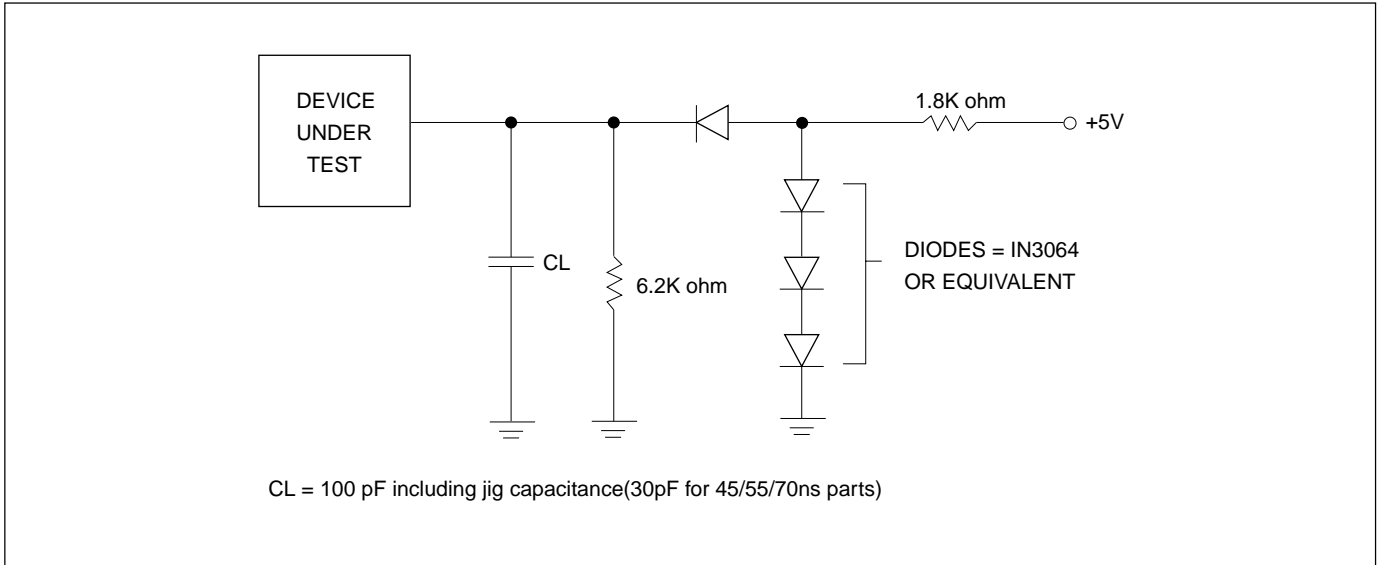 DEVICE
UNDER
TEST
1.8K ohm
+5V
CL
6.2K ohm
DIODES = IN3064
OR EQUIVALENT
CL = 100 pF including jig capacitance(30pF for 45/55/70ns parts)